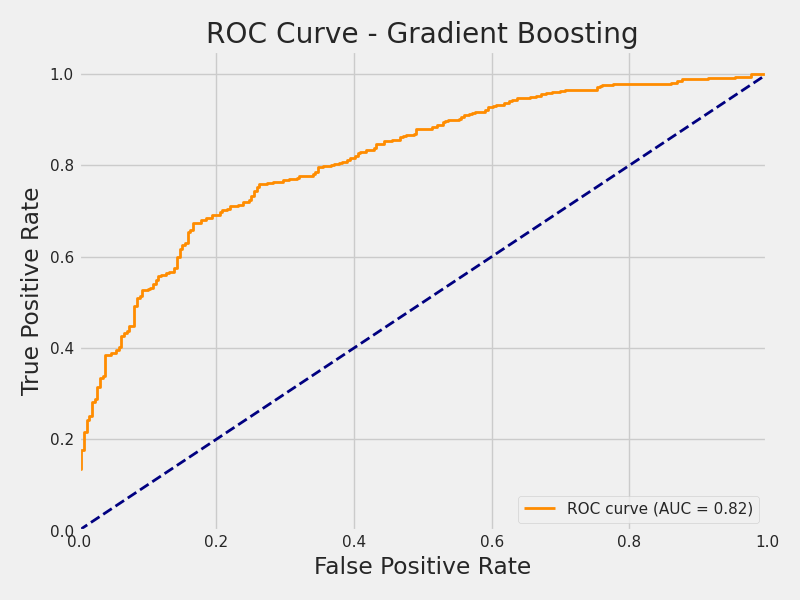 ROC Curve - Gradient Boosting
True Positive Rate
1.0
0.8
0.6
0.4
0.2
0.0
0.0 0.2 0.4 0.6 0.8 1.0
False Positive Rate
ROC curve (AUC = 0.82)